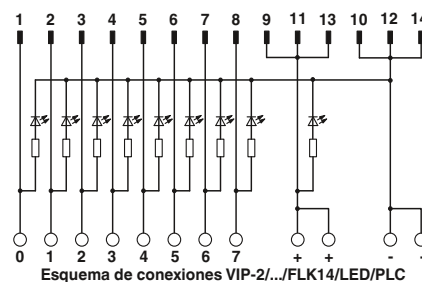 1 2 3 4 5 6 7 8 9 11 13 10 12 14
0 1 2 3 4 5 6 7 + + - -
Esquema de conexiones VIP-2/.../FLK14/LED/PLC